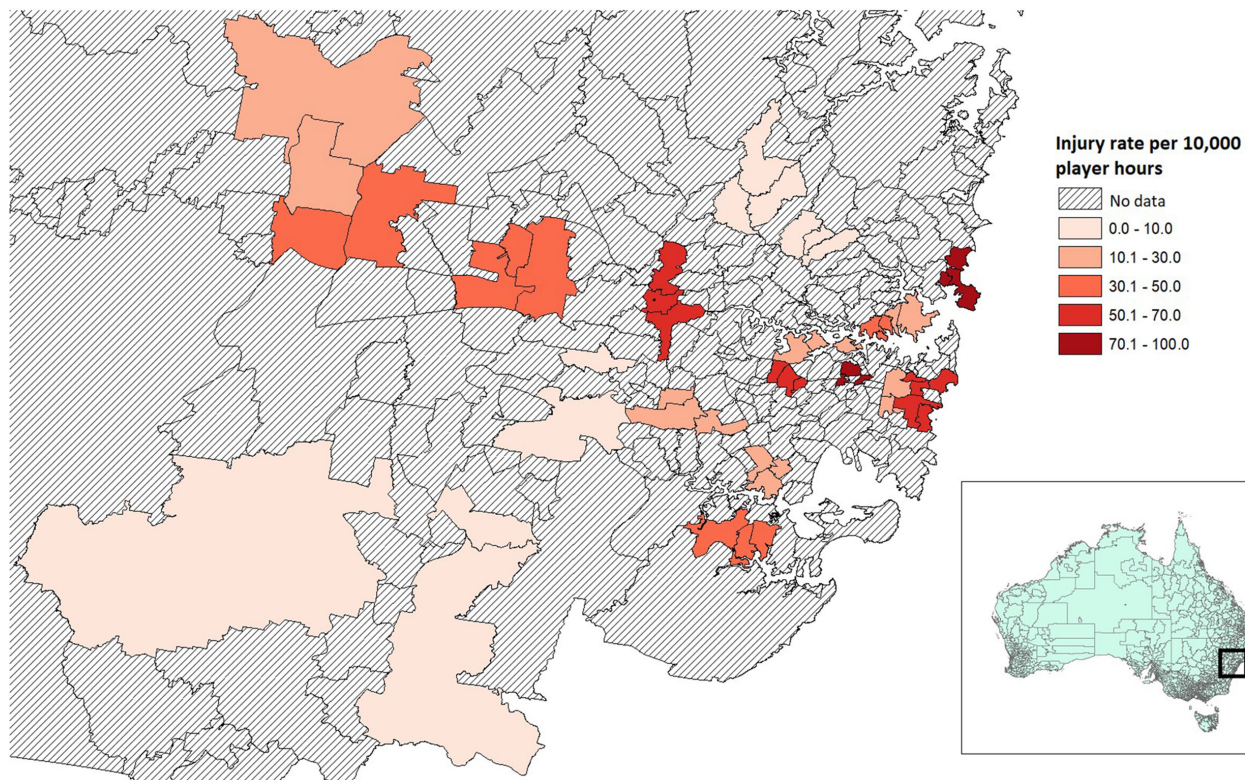 Injury rate per 10,000
player hours
No data
0.0 - 10.0
10.1 - 30.0
30.1 - 50.0
50.1 - 70.0
70.1 - 100.0